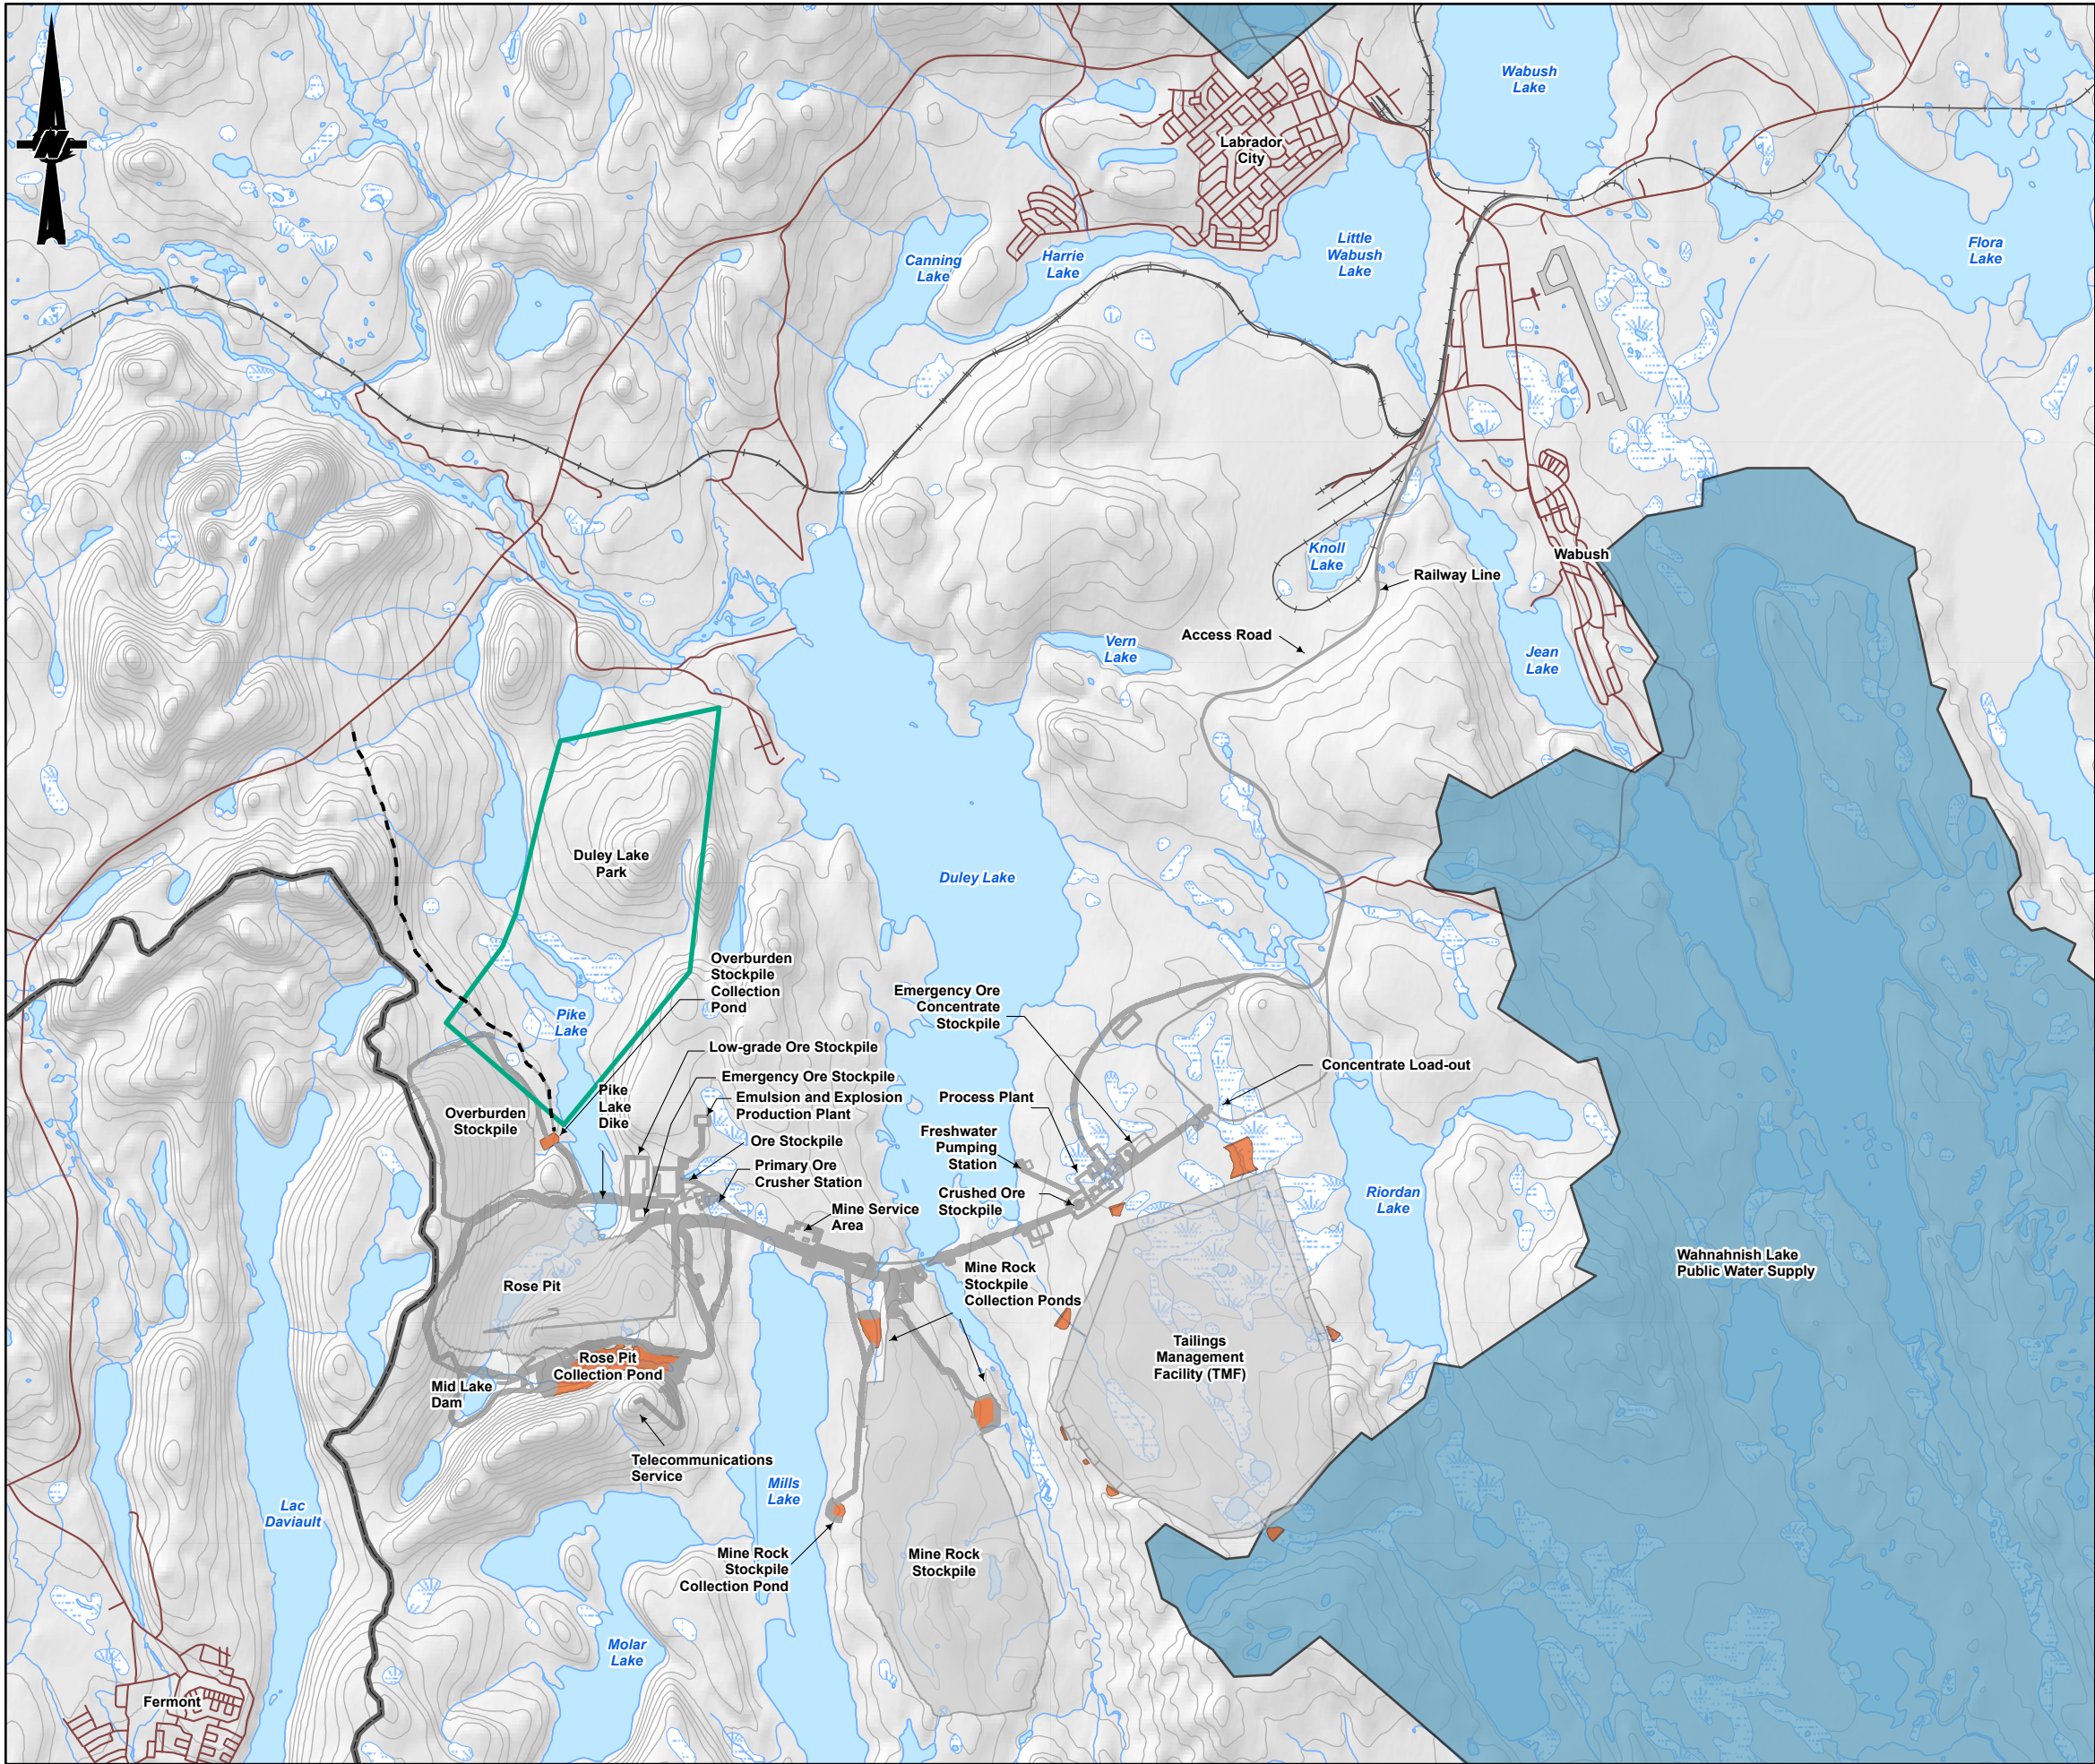 N
Wabush
Lake
Labrador
City
Little
Wabush
Lake
Flora
Lake
Canning
Lake
Harrie
Lake
Knoll
Lake
Wabush
Railway Line
Access Road
Vern
Lake
Jean
Lake
Duley Lake
Park
Duley Lake
Overburden
Stockpile
Collection
Pond
Pike
Lake
Emergency Ore
Concentrate
Stockpile
Low-grade Ore Stockpile
Emergency Ore Stockpile
Emulsion and Explosion
Production Plant
Pike
Lake
Dike
Overburden
Stockpile
Ore Stockpile
Primary Ore
Crusher Station
Mine Service
Area
Concentrate Load-out
Process Plant
Freshwater
Pumping
Station
Crushed Ore
Stockpile
Riordan
Lake
Wahnahnish Lake
Public Water Supply
Rose Pit
Mine Rock
Stockpile
Collection Ponds
Tailings
Management
Facility (TMF)
Rose Pit
Collection Pond
Mid Lake
Dam
Telecommunications
Service
Mills
Lake
Lac
Daviault
Mine Rock
Stockpile
Collection Pond
Mine Rock
Stockpile
Molar
Lake
Fermont